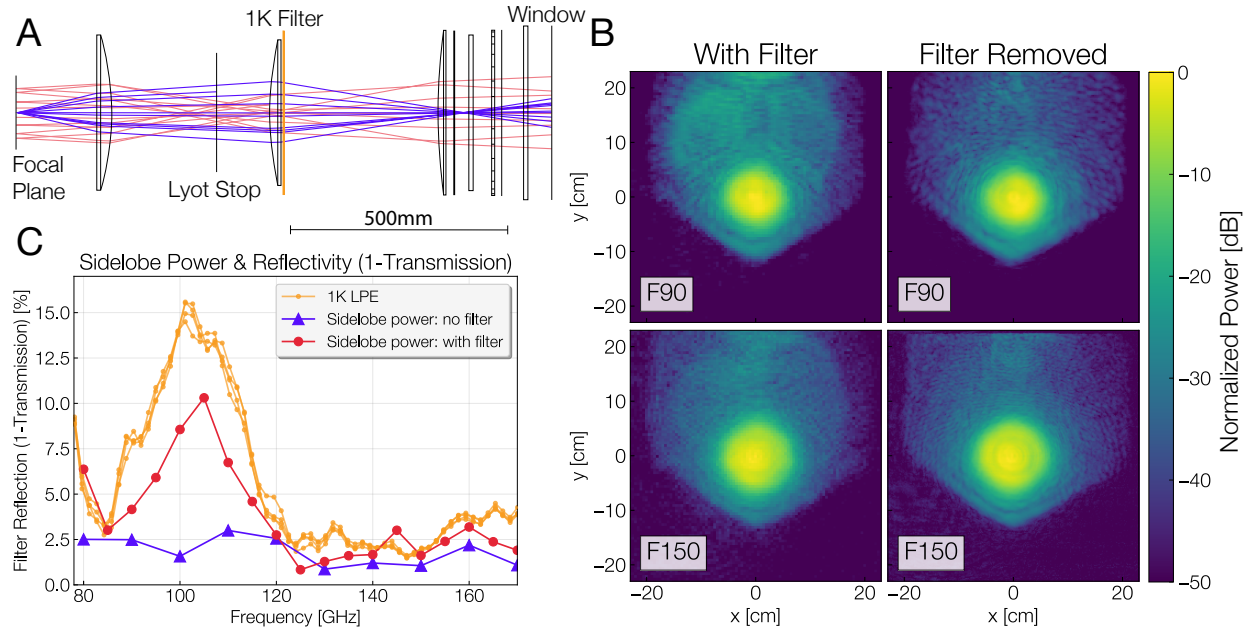 A
1K Filter
Window
Focal
Plane
Lyot Stop
500mm
B
With Filter
Filter Removed
20
10
0
−10
−20
y [cm]
F90
F90
20
10
0
−10
−20
y [cm]
F150
F150
−20
0
20
−20
0
20
x [cm]
x [cm]
0
−10
−20
−30
−40
−50
Normalized Power [dB]
C
Sidelobe Power & Reflectivity (1-Transmission)
Filter Reflection (1-Transmission) [%]
15.0
12.5
10.0
7.5
5.0
2.5
0.0
1K LPE
Sidelobe power: no filter
Sidelobe power: with filter
80
100
120
140
160
Frequency [GHz]